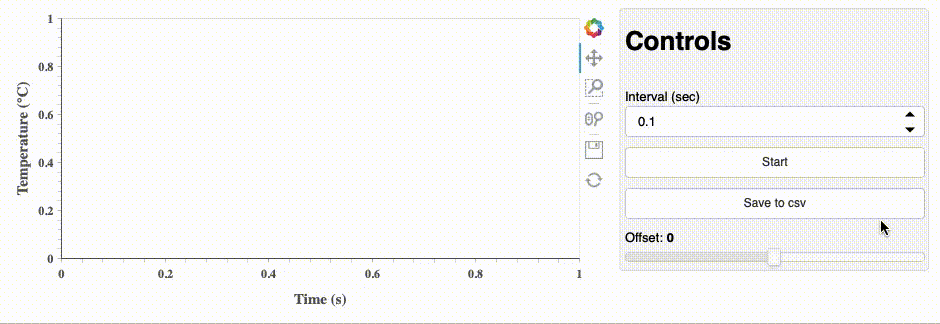 Temperature (°C)
1
0.8
0.6
0.4
0.2
0
0
0.2
0.4
0.6
0.8
1
Time (s)
Controls
Interval (sec)
0.1
Start
Save to csv
Offset: 0